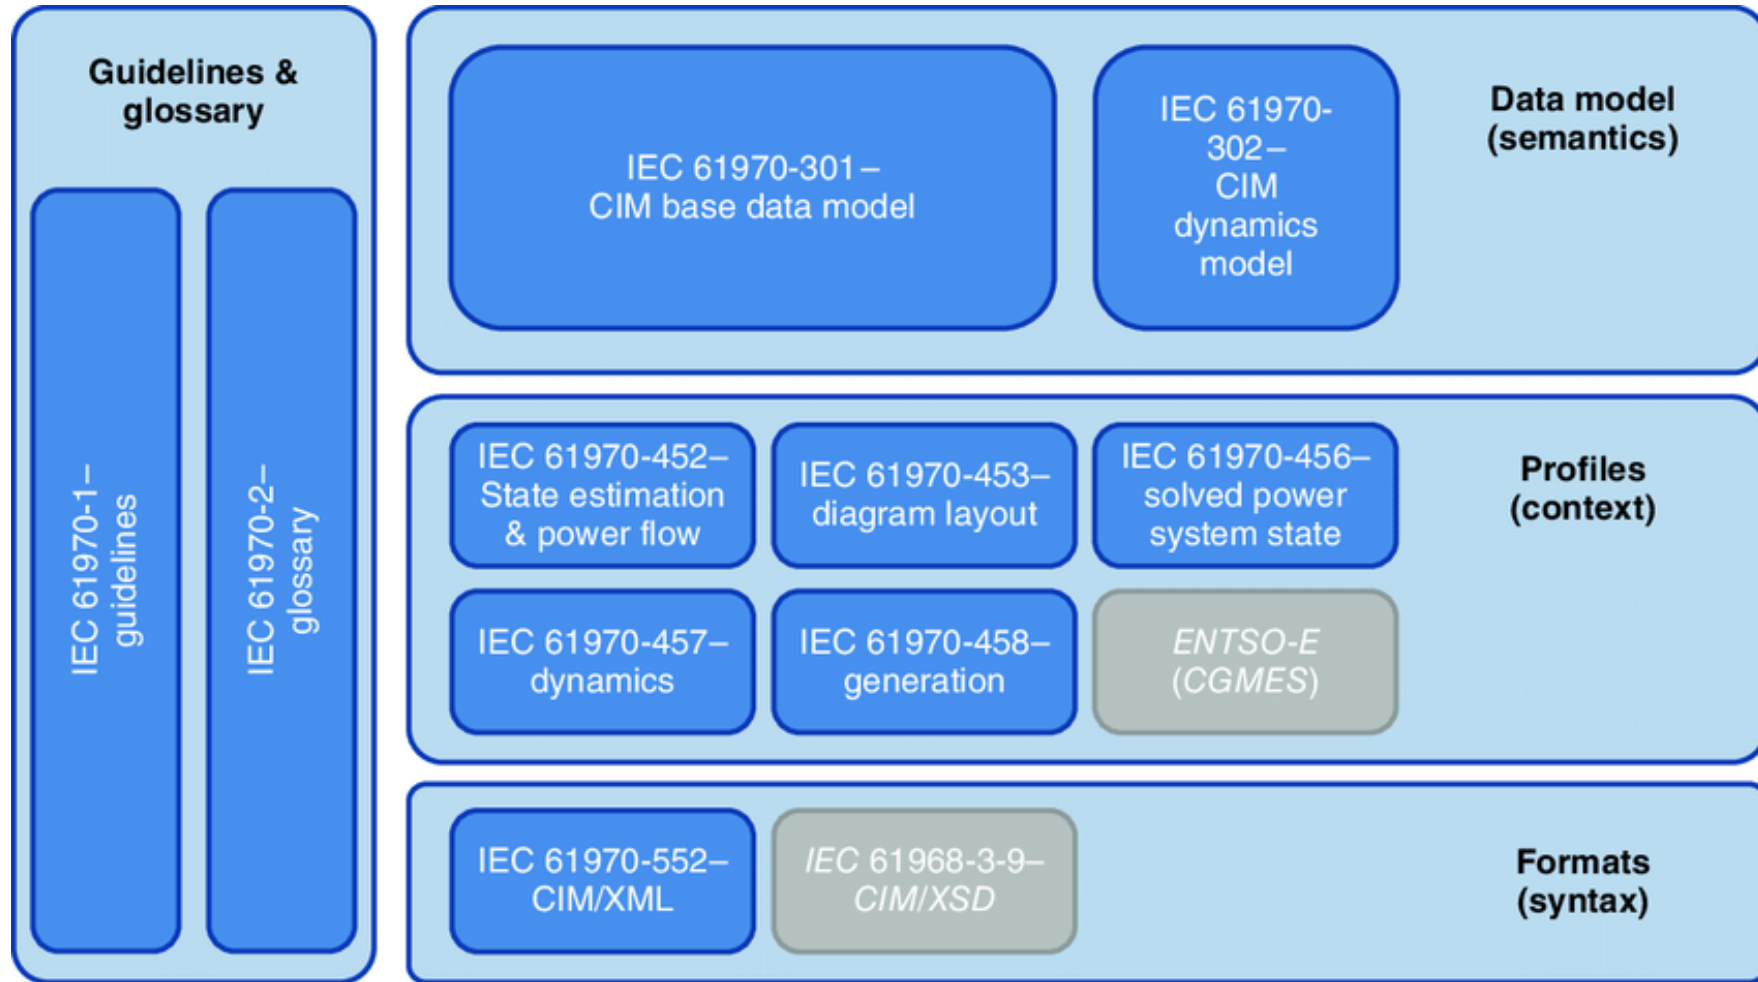 Guidelines &
glossary
IEC 61970-1–
guidelines
IEC 61970-2–
glossary
IEC 61970-301–
CIM base data model
IEC 61970-
302–
CIM
dynamics
model
Data model
(semantics)
IEC 61970-452–
State estimation
& power flow
IEC 61970-453–
diagram layout
IEC 61970-456–
solved power
system state
Profiles
(context)
IEC 61970-457–
dynamics
IEC 61970-458–
generation
ENTSO-E
(CGMES)
IEC 61970-552–
CIM/XML
IEC 61968-3-9–
CIM/XSD
Formats
(syntax)